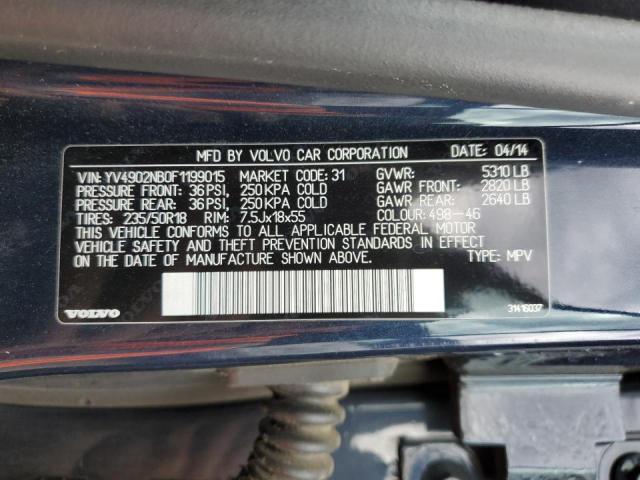 MFD BY VOLVO CAR CORPORATION DATE: 04/14
VIN: YV4902NB0F1199015 MARKET CODE: 31 GVWR: 5310 LB
PRESSURE FRONT: 36 PSI, 250 KPA COLD GAWR FRONT: 2820 LB
PRESSURE REAR: 36 PSI, 250 KPA COLD GAWR REAR: 2640 LB
TIRES: 235/50R18 RIM: 7.5Jx18x55 COLOUR: 498-46
THIS VEHICLE CONFORMS TO ALL APPLICABLE FEDERAL MOTOR
VEHICLE SAFETY AND THEFT PREVENTION STANDARDS IN EFFECT
ON THE DATE OF MANUFACTURE SHOWN ABOVE. TYPE: MPV
VOLVO 31416037